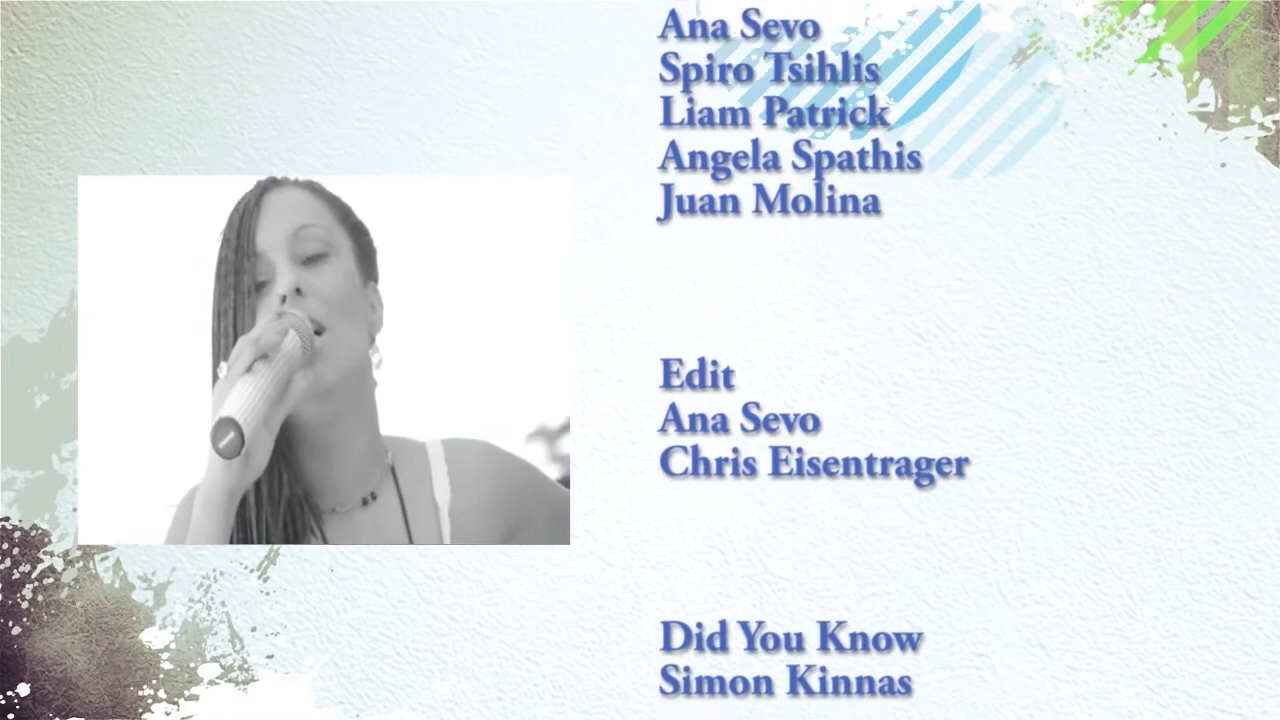 Ana Sevo
Spiro Tsihlis
Liam Patrick
Angela Spathis
Juan Molina
Edit
Ana Sevo
Chris Eisentrager
Did You Know
Simon Kinnas